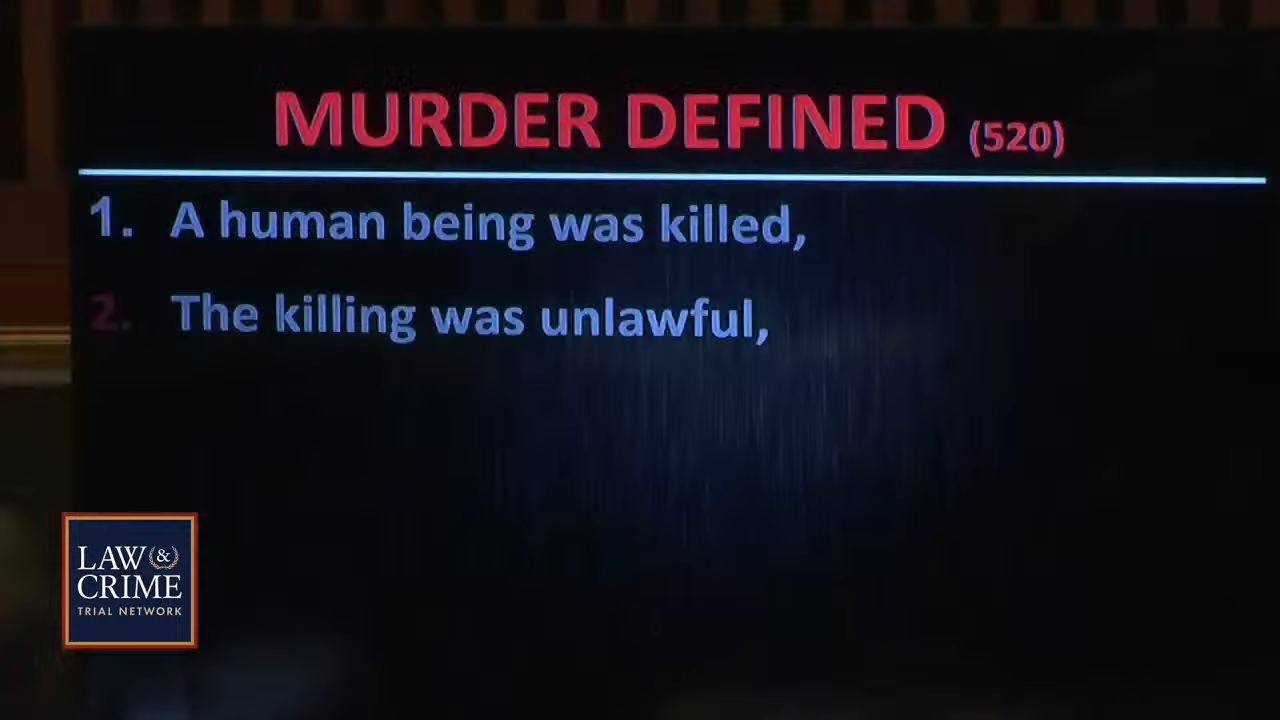 MURDER DEFINED (520)
1. A human being was killed,
2. The killing was unlawful,
LAW &
CRIME
TRIAL NETWORK